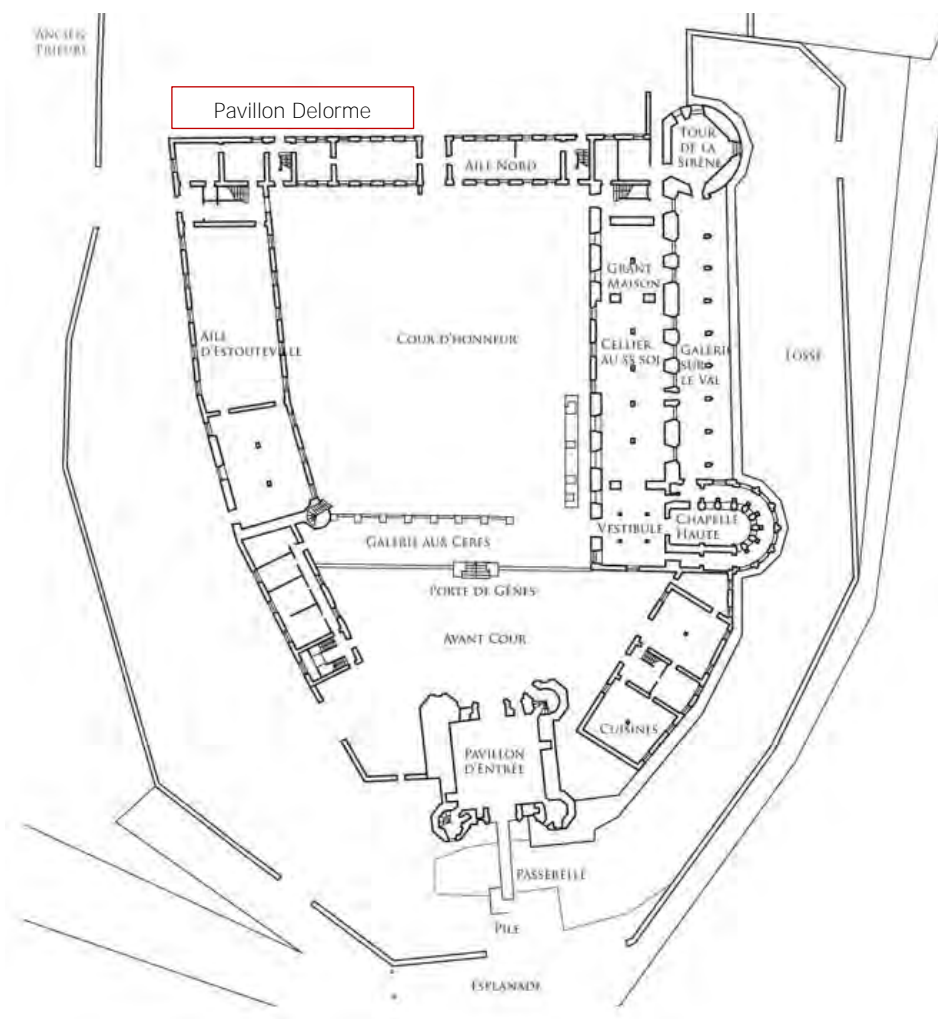 ANCIEN
PRIEURÉ
Pavillon Delorme
TOUR
DE LA
SIRÈNE
AILE NORD
GRANT
MAISON
AILE
D'ESTOUTEVILLE
COUR D'HONNEUR
CELLIER
AU SS SOL
GALERIE
SUR
LE VAL
FOSSÉ
VESTIBULE
CHAPELLE
HAUTE
GALERIE AUX CERFS
PORTE DE GÊNES
AVANT COUR
CUISINES
PAVILLON
D'ENTRÉE
PASSERELLE
PILE
ESPLANADE